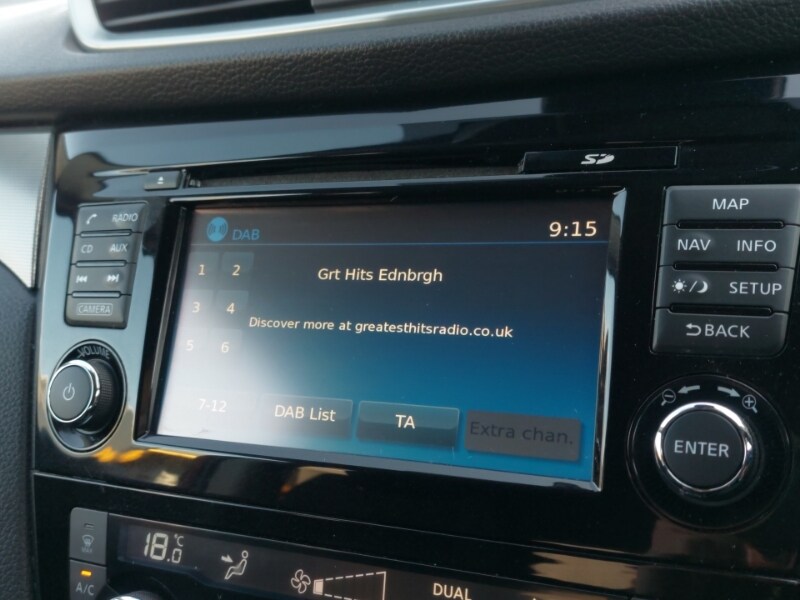 SD
RADIO
CD AUX
CAMERA
VOLUME
DAB
9:15
1 2
Grt Hits Ednbrgh
3 4
Discover more at greatesthitsradio.co.uk
5 6
7-12
DAB List
TA
Extra chan.
MAP
NAV INFO
SETUP
BACK
ENTER
18.0 °C
A/C
DUAL